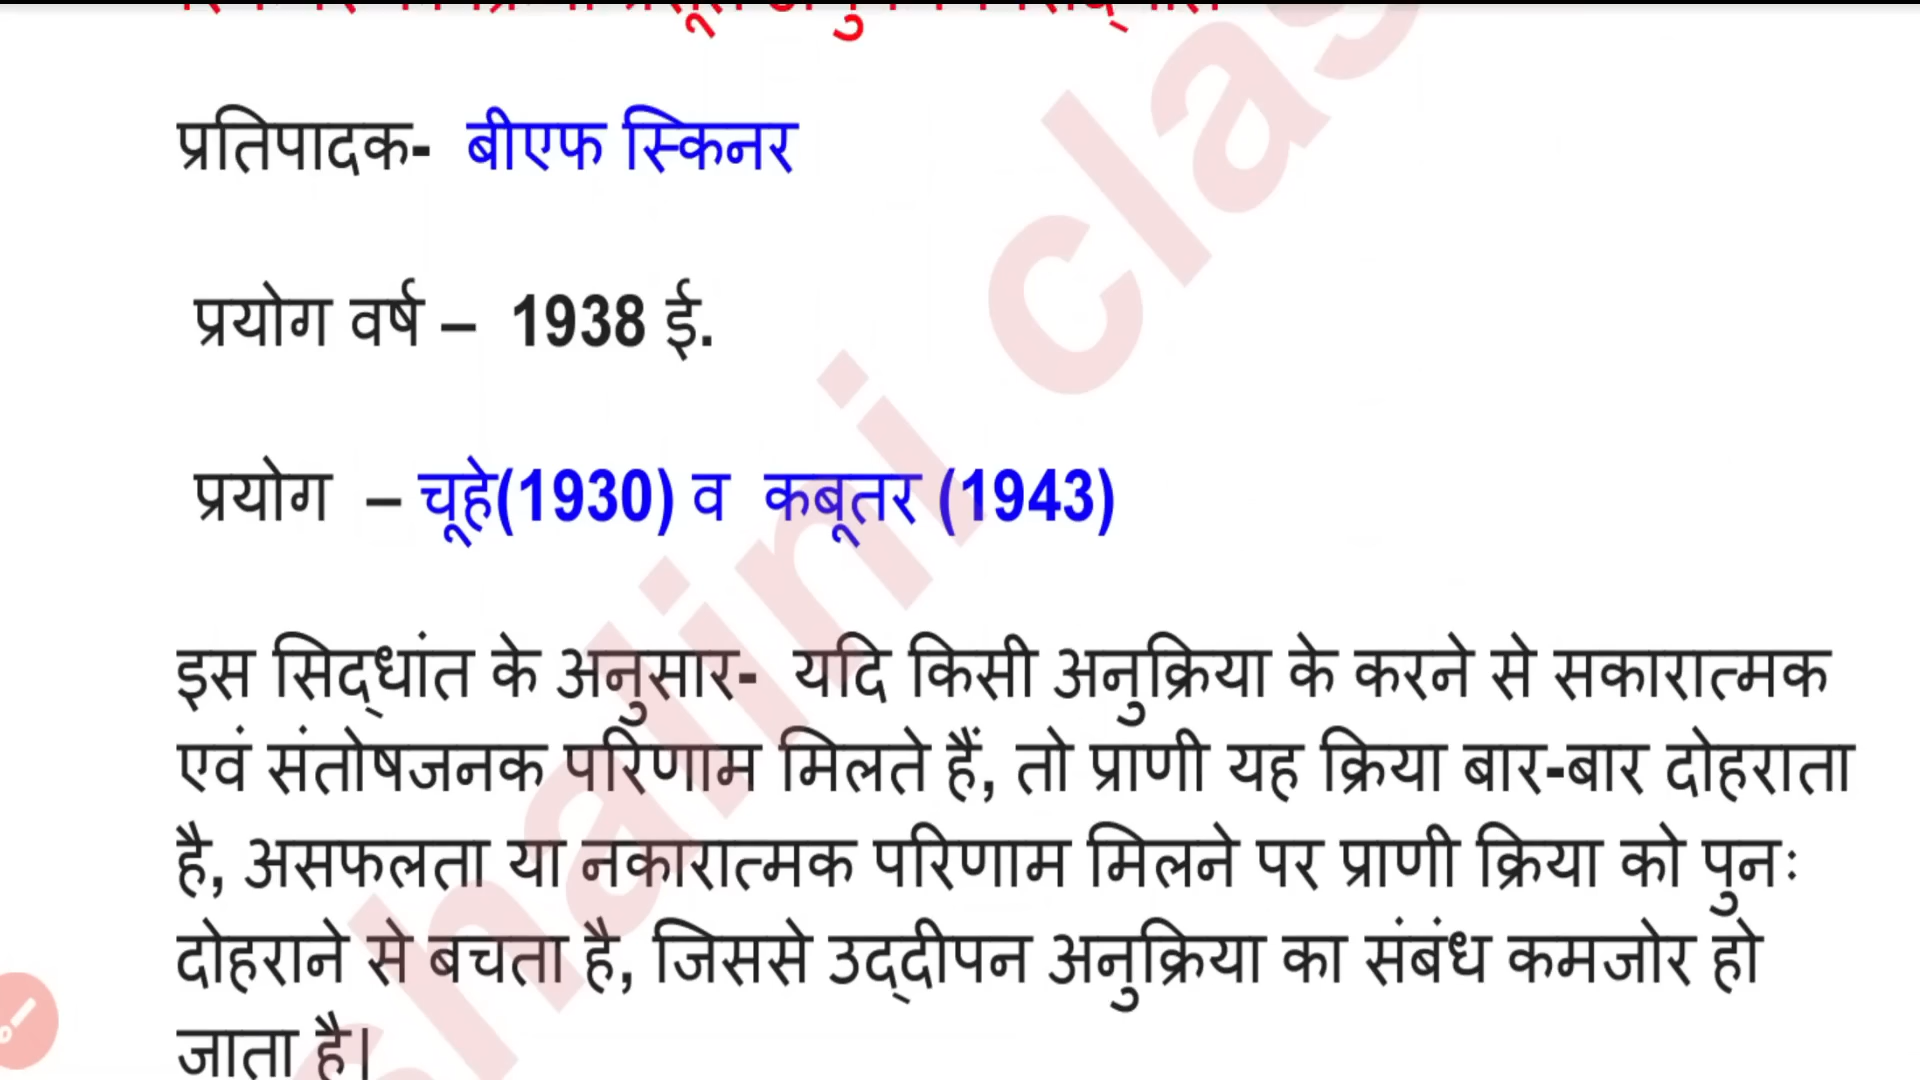 प्रतिपादक- बीएफ स्किनर
प्रयोग वर्ष – 1938 ई.
प्रयोग – चूहे(1930) व कबूतर (1943)
इस सिद्धांत के अनुसार- यदि किसी अनुक्रिया के करने से सकारात्मक
एवं संतोषजनक परिणाम मिलते हैं, तो प्राणी यह क्रिया बार-बार दोहराता
है, असफलता या नकारात्मक परिणाम मिलने पर प्राणी क्रिया को पुनः
दोहराने से बचता है, जिससे उद्दीपन अनुक्रिया का संबंध कमजोर हो
जाता है।
shalini clas